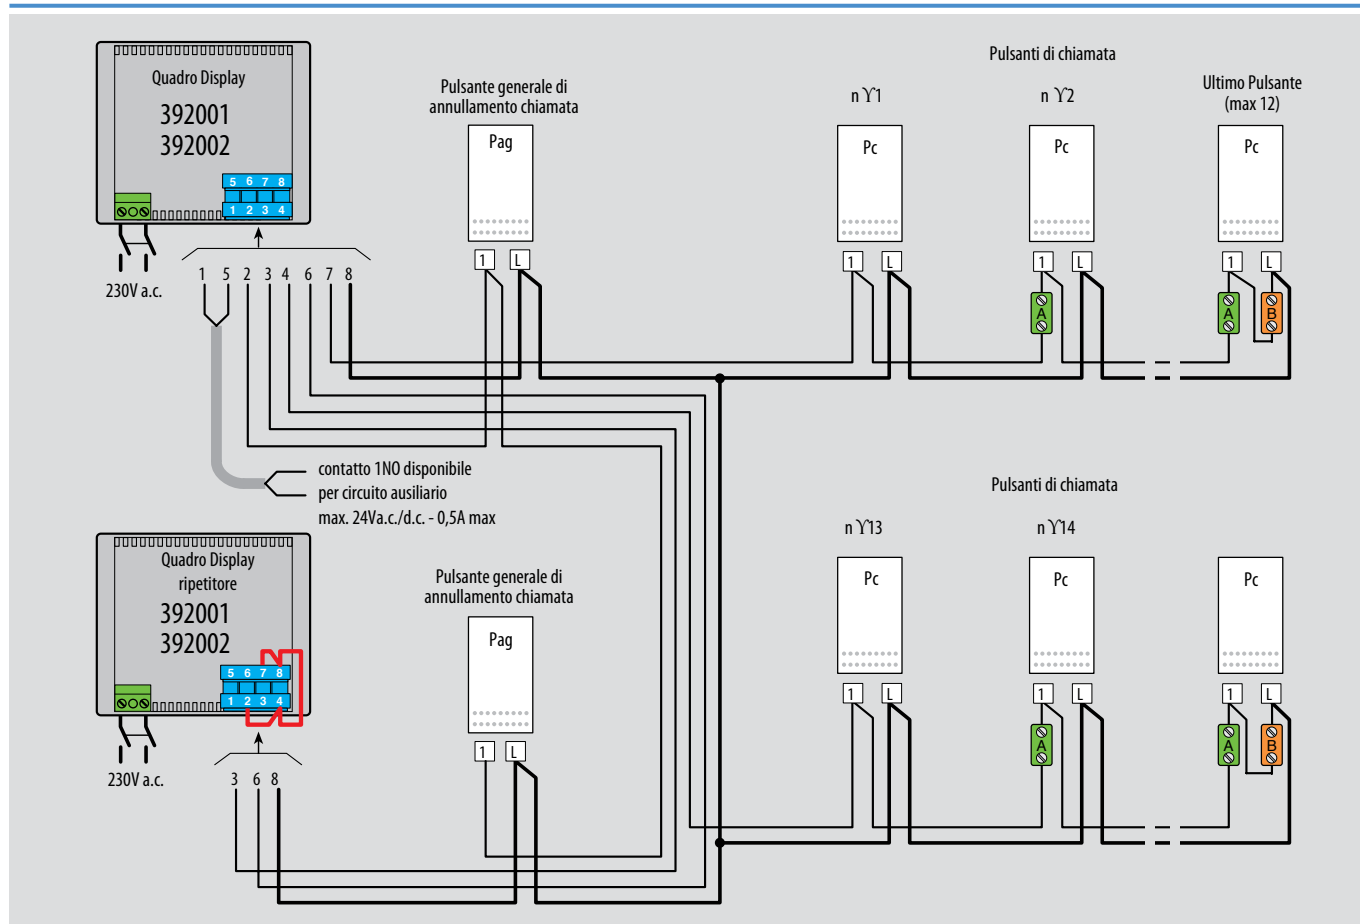 Quadro Display
392001
392002
5 6 7 8
1 2 3 4
230V a.c.
1 5 2 3 4 6 7 8
Pulsante generale di
annullamento chiamata
Pag
1 L
Pulsanti di chiamata
n ϒ1
Pc
1 L
n ϒ2
Pc
1 L
A
Ultimo Pulsante
(max 12)
Pc
1 L
A B
contatto 1NO disponibile
per circuito ausiliario
max. 24Va.c./d.c. - 0,5A max
Quadro Display
ripetitore
392001
392002
5 6 7 8
1 2 3 4
230V a.c.
3 6 8
Pulsante generale di
annullamento chiamata
Pag
1 L
Pulsanti di chiamata
n ϒ13
Pc
1 L
n ϒ14
Pc
1 L
A
Pc
1 L
A B